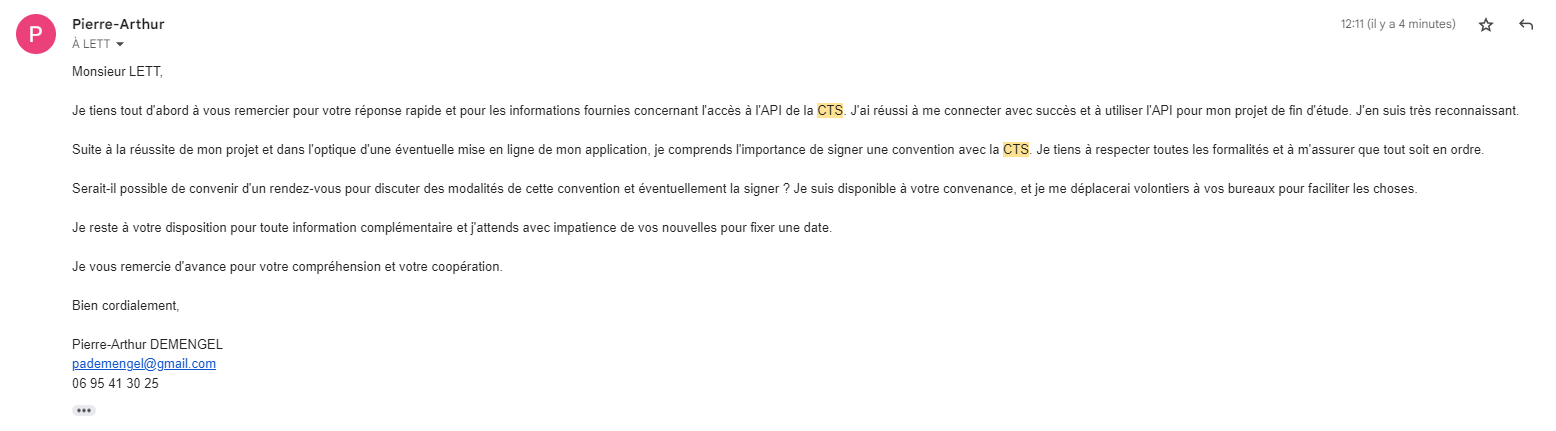 P
Pierre-Arthur
12:11 (il y a 4 minutes)
À LETT
Monsieur LETT,
Je tiens tout d'abord à vous remercier pour votre réponse rapide et pour les informations fournies concernant l'accès à l'API de la CTS. J'ai réussi à me connecter avec succès et à utiliser l'API pour mon projet de fin d'étude. J'en suis très reconnaissant.
Suite à la réussite de mon projet et dans l'optique d'une éventuelle mise en ligne de mon application, je comprends l'importance de signer une convention avec la CTS. Je tiens à respecter toutes les formalités et à m'assurer que tout soit en ordre.
Serait-il possible de convenir d'un rendez-vous pour discuter des modalités de cette convention et éventuellement la signer ? Je suis disponible à votre convenance, et je me déplacerai volontiers à vos bureaux pour faciliter les choses.
Je reste à votre disposition pour toute information complémentaire et j'attends avec impatience de vos nouvelles pour fixer une date.
Je vous remercie d'avance pour votre compréhension et votre coopération.
Bien cordialement,
Pierre-Arthur DEMENGEL
pademengel@gmail.com
06 95 41 30 25